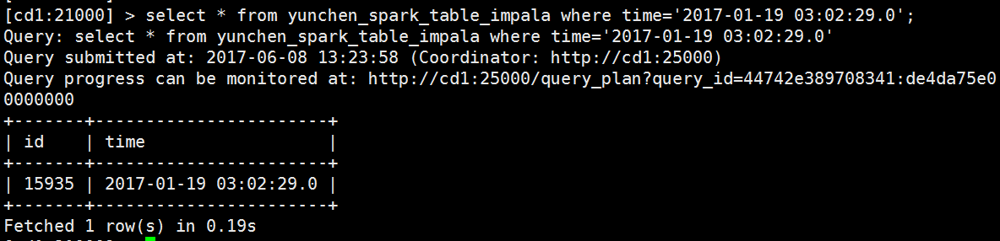 [cd1:21000] > select * from yunchen_spark_table_impala where time='2017-01-19 03:02:29.0';
Query: select * from yunchen_spark_table_impala where time='2017-01-19 03:02:29.0'
Query submitted at: 2017-06-08 13:23:58 (Coordinator: http://cd1:25000)
Query progress can be monitored at: http://cd1:25000/query_plan?query_id=44742e389708341:de4da75e0
0000000
+-------+-----------------------+
| id    | time                  |
+-------+-----------------------+
| 15935 | 2017-01-19 03:02:29.0 |
+-------+-----------------------+
Fetched 1 row(s) in 0.19s